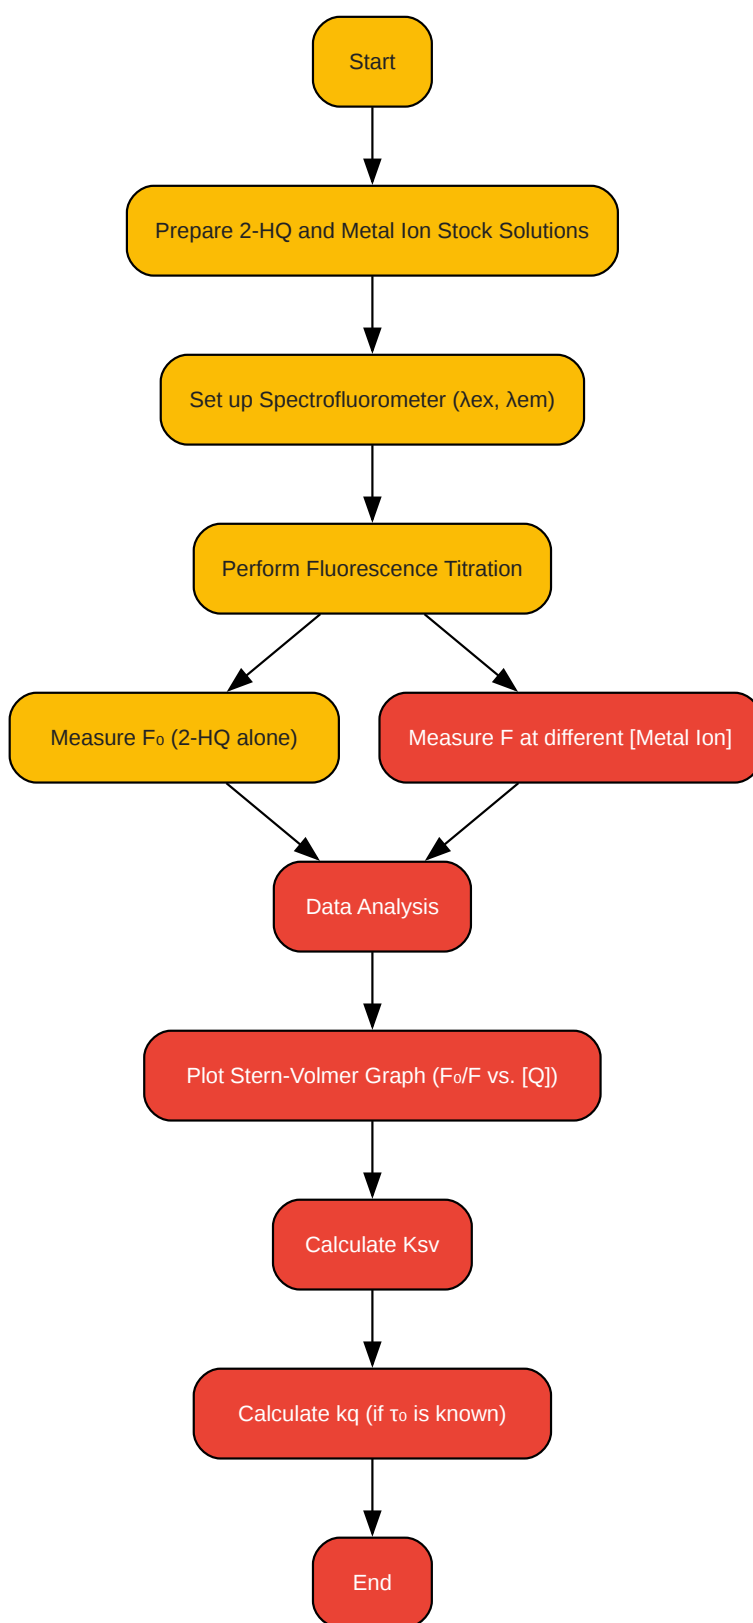 Start
Prepare 2-HQ and Metal Ion Stock Solutions
Set up Spectrofluorometer (λex, λem)
Perform Fluorescence Titration
Measure F₀ (2-HQ alone)
Measure F at different [Metal Ion]
Data Analysis
Plot Stern-Volmer Graph (F₀/F vs. [Q])
Calculate Ksv
Calculate kq (if τ₀ is known)
End